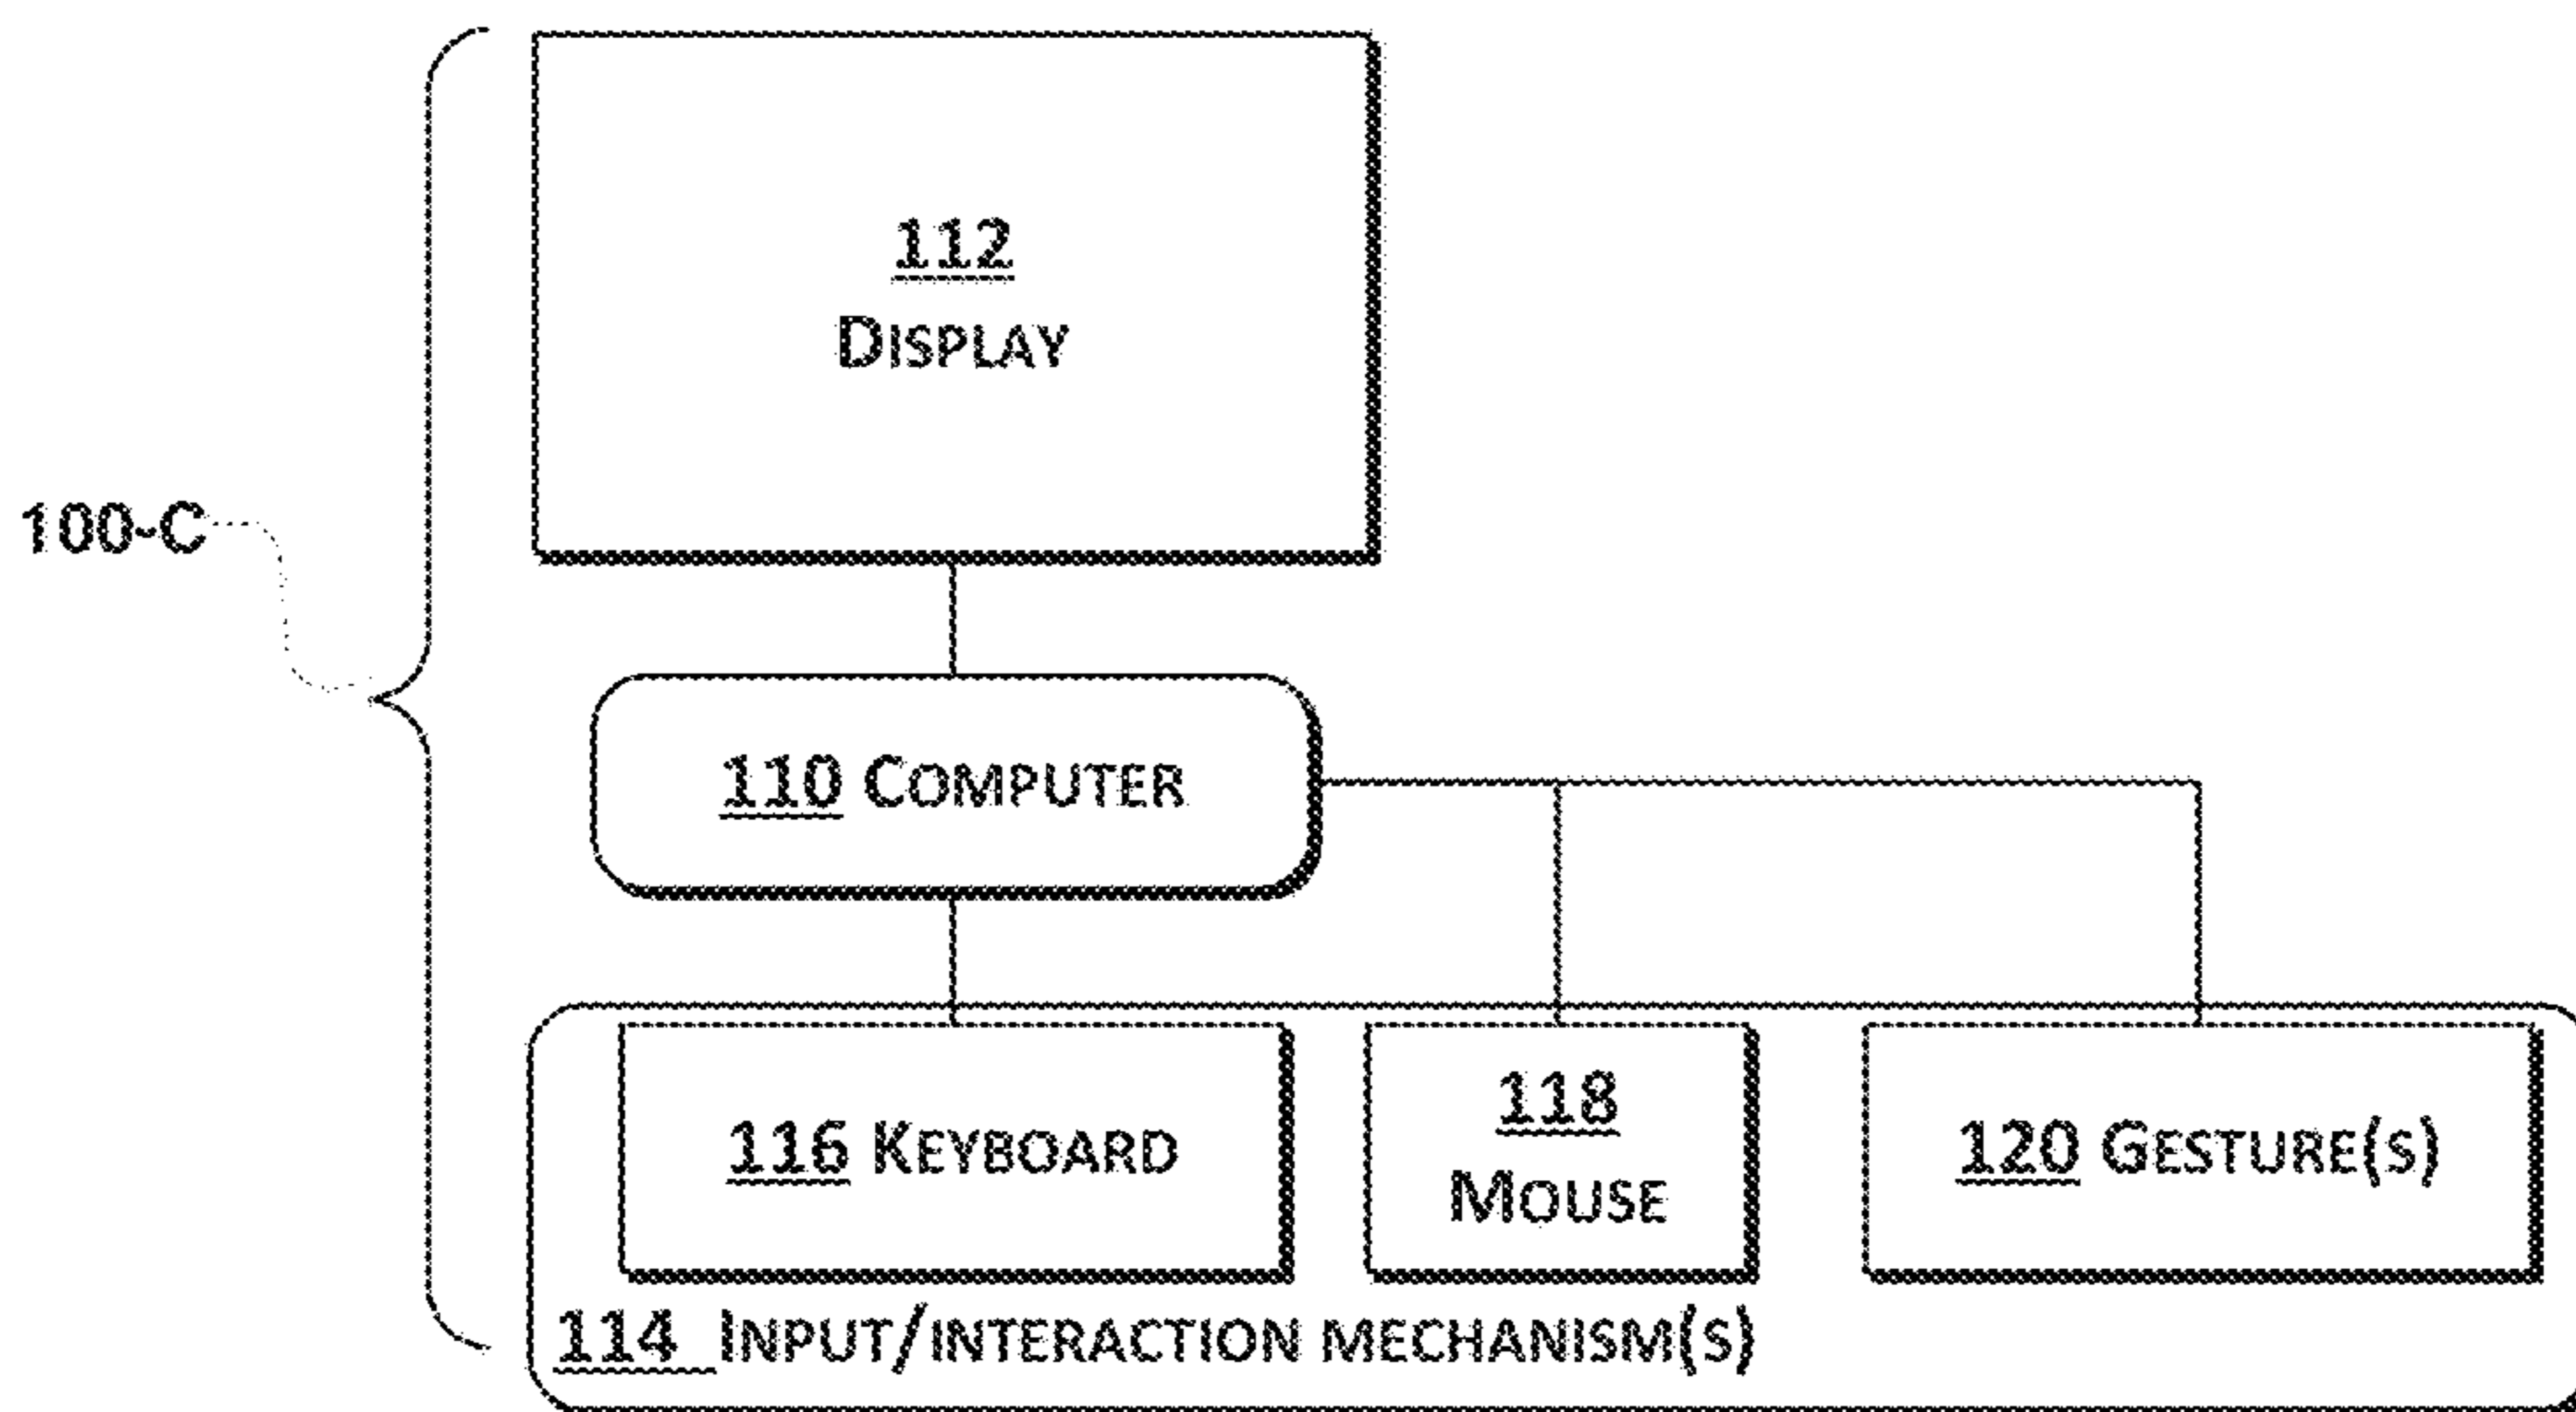 112
DISPLAY
100-C
110 COMPUTER
116 KEYBOARD
118
MOUSE
120 GESTURE(S)
114 INPUT/INTERACTION MECHANISM(S)